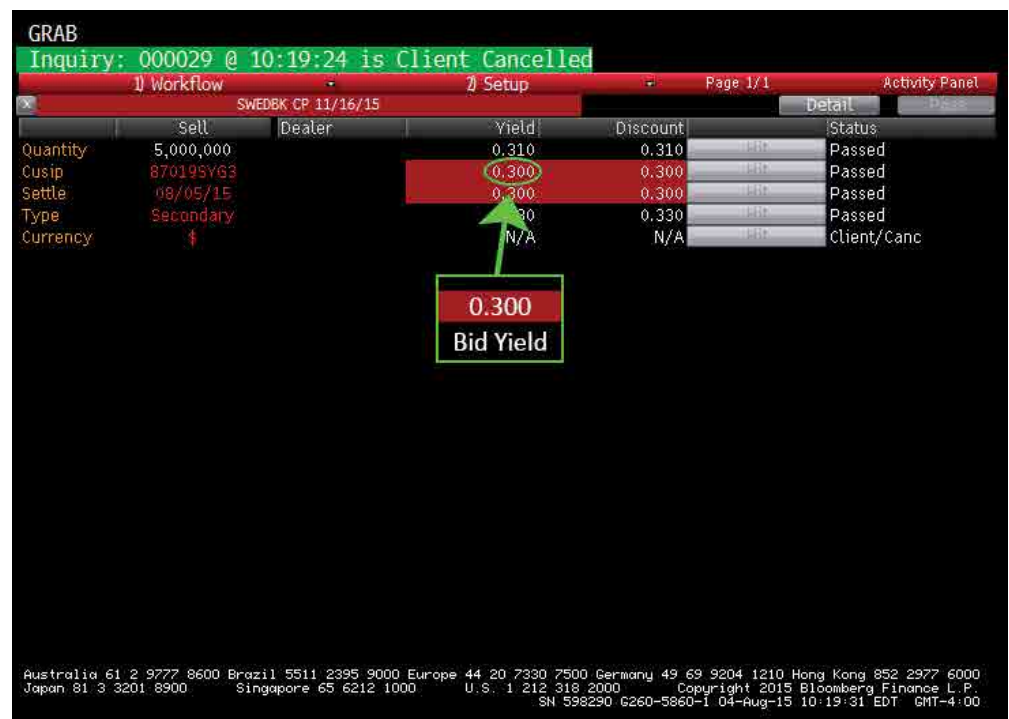 GRAB
Inquiry: 000029 @ 10:19:24 is Client Cancelled
1) Workflow 2) Setup Page 1/1 Activity Panel
X SWEDBK CP 11/16/15 Detail Pass
Sell Dealer Yield Discount Status
Quantity 5,000,000 0.310 0.310 Hit Passed
Cusip 87019SYG3 0.300 0.300 Hit Passed
Settle 08/05/15 0.300 0.300 Hit Passed
Type Secondary 30 0.330 Hit Passed
Currency $ N/A N/A Hit Client/Canc
0.300
Bid Yield
Australia 61 2 9777 8600 Brazil 5511 2395 9000 Europe 44 20 7330 7500 Germany 49 69 9204 1210 Hong Kong 852 2977 6000
Japan 81 3 3201 8900 Singapore 65 6212 1000 U.S. 1 212 318 2000 Copyright 2015 Bloomberg Finance L.P.
SN 598290 G260-5860-1 04-Aug-15 10:19:31 EDT GMT-4:00